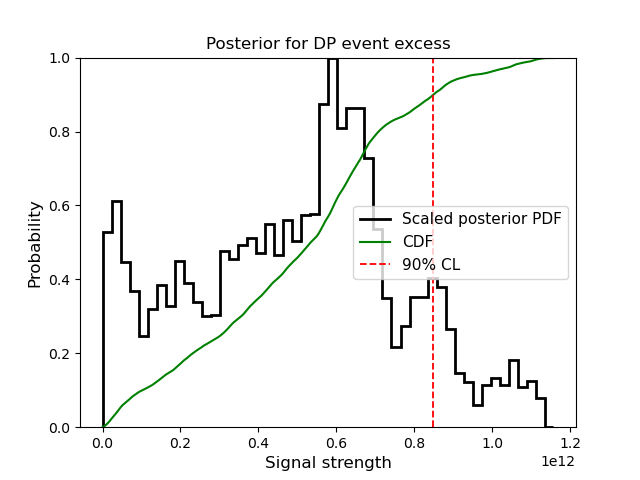 Posterior for DP event excess
1.0
0.8
0.6
0.4
0.2
0.0
Probability
Scaled posterior PDF
CDF
90% CL
0.0 0.2 0.4 0.6 0.8 1.0 1.2
1e12
Signal strength